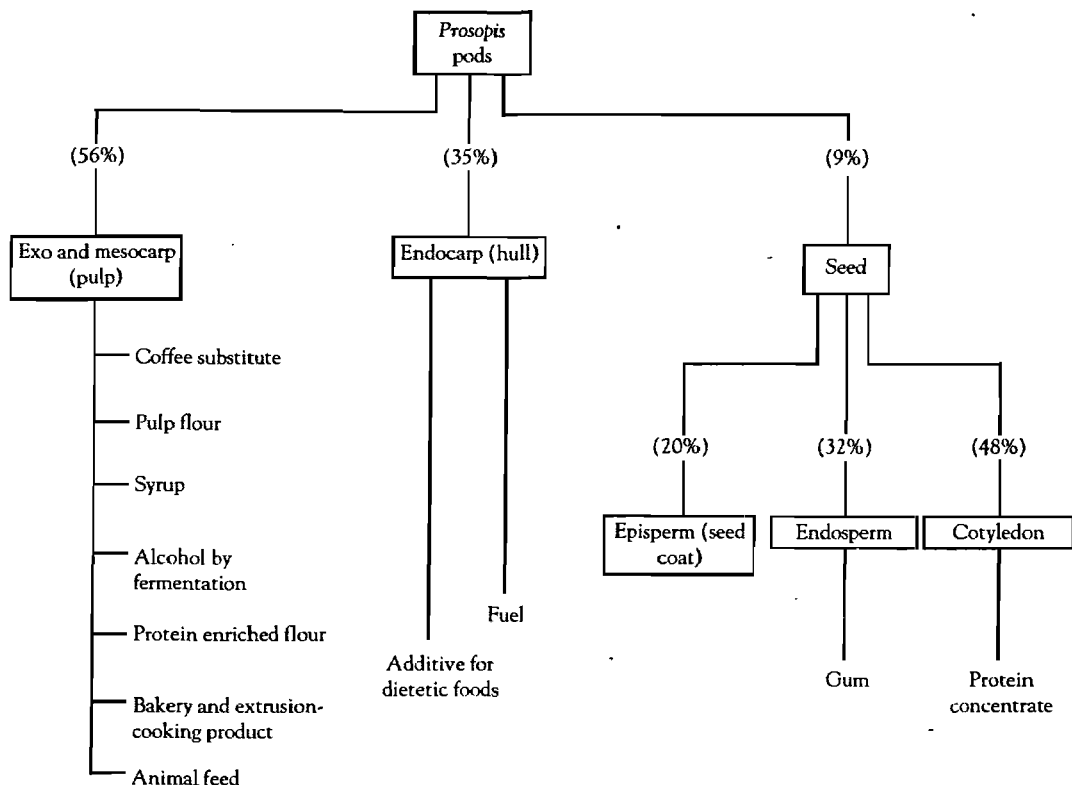 Prosopis
pods
(56%)
(35%)
(9%)
Exo and mesocarp
(pulp)
Endocarp (hull)
Seed
Coffee substitute
Pulp flour
Syrup
Alcohol by
fermentation
Protein enriched flour
Bakery and extrusion-
cooking product
Animal feed
Additive for
dietetic foods
Fuel
(20%)
(32%)
(48%)
Episperm (seed
coat)
Endosperm
Cotyledon
Gum
Protein
concentrate